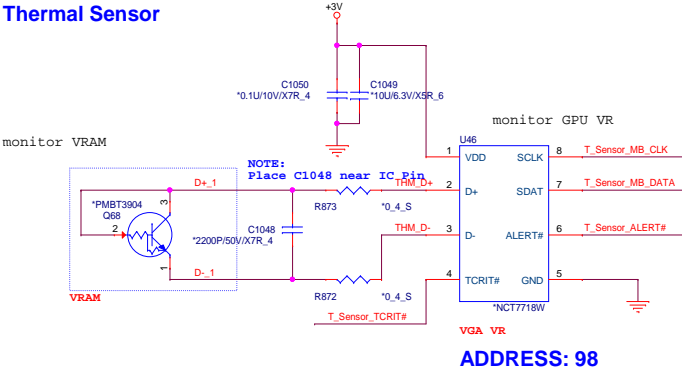 Thermal Sensor
+3V
C1050
*0.1U/10V/X7R_4
C1049
*10U/6.3V/X5R_6
monitor GPU VR
monitor VRAM
U46
1
VDD
SCLK
8
T_Sensor_MB_CLK
NOTE:
Place C1048 near IC Pin
D+_1
THM_D+
2
D+
SDAT
7
T_Sensor_MB_DATA
*PMBT3904
Q68
3
2
1
R873
*0_4_S
C1048
*2200P/50V/X7R_4
THM_D-
3
D-
ALERT#
6
T_Sensor_ALERT#
D-_1
4
TCRIT#
GND
5
VRAM
R872
*0_4_S
*NCT7718W
T_Sensor_TCRIT#
VGA VR
ADDRESS: 98